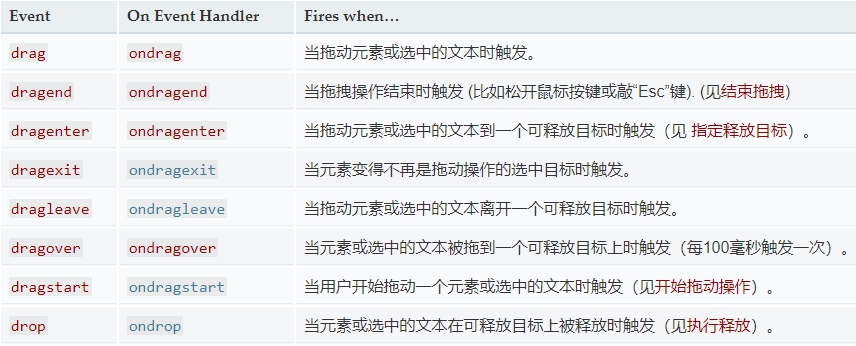 Event On Event Handler Fires when…
drag ondrag 当拖动元素或选中的文本时触发。
dragend ondragend 当拖拽操作结束时触发 (比如松开鼠标按键或敲“Esc”键). (见结束拖拽)
dragenter ondragenter 当拖动元素或选中的文本到一个可释放目标时触发（见 指定释放目标）。
dragexit ondragexit 当元素变得不再是拖动操作的选中目标时触发。
dragleave ondragleave 当拖动元素或选中的文本离开一个可释放目标时触发。
dragover ondragover 当元素或选中的文本被拖到一个可释放目标上时触发（每100毫秒触发一次）。
dragstart ondragstart 当用户开始拖动一个元素或选中的文本时触发（见开始拖动操作）。
drop ondrop 当元素或选中的文本在可释放目标上被释放时触发（见执行释放）。